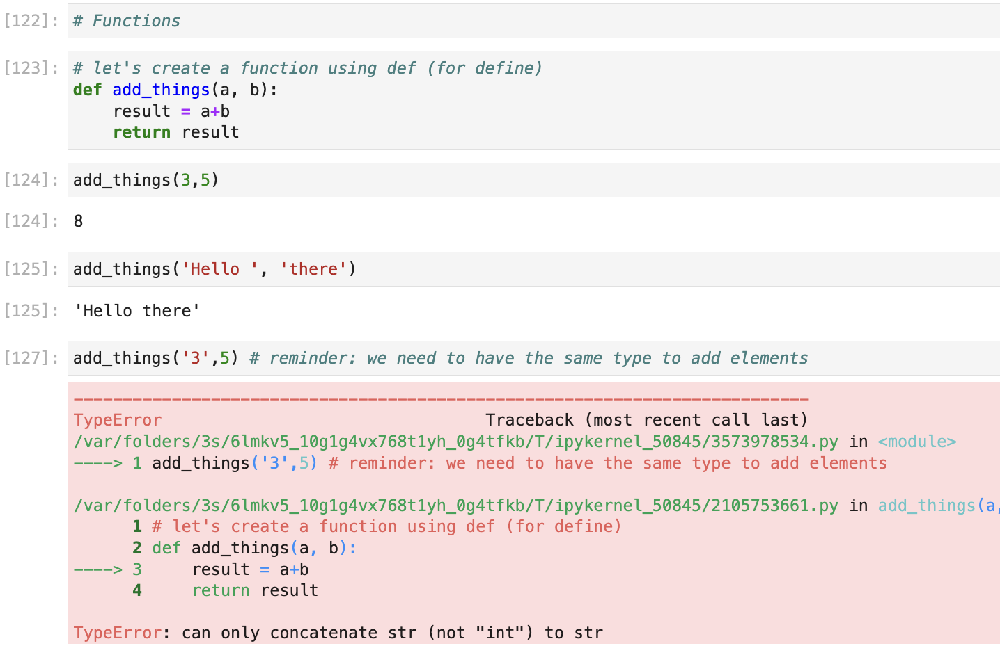 [122]: # Functions
[123]: # let's create a function using def (for define)
def add_things(a, b):
    result = a+b
    return result
[124]: add_things(3,5)
[124]: 8
[125]: add_things('Hello ', 'there')
[125]: 'Hello there'
[127]: add_things('3',5) # reminder: we need to have the same type to add elements
---------------------------------------------------------------------------
TypeError                                 Traceback (most recent call last)
/var/folders/3s/6lmkv5_10g1g4vx768t1yh_0g4tfkb/T/ipykernel_50845/3573978534.py in <module>
----> 1 add_things('3',5) # reminder: we need to have the same type to add elements
/var/folders/3s/6lmkv5_10g1g4vx768t1yh_0g4tfkb/T/ipykernel_50845/2105753661.py in add_things(a,
      1 # let's create a function using def (for define)
      2 def add_things(a, b):
----> 3     result = a+b
      4     return result
TypeError: can only concatenate str (not "int") to str